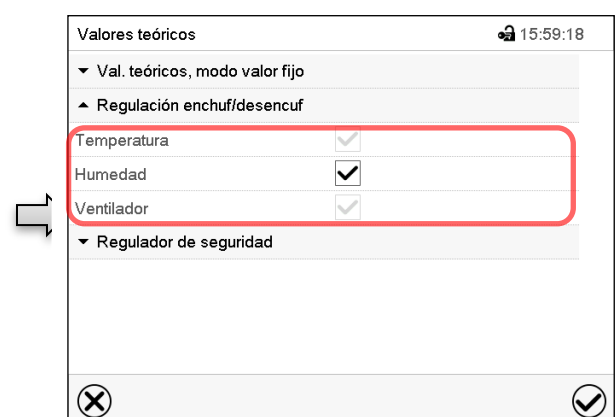 Valores teóricos 15:59:18
Val. teóricos, modo valor fijo
Regulación enchuf/desencuf
Temperatura
Humedad
Ventilador
Regulador de seguridad